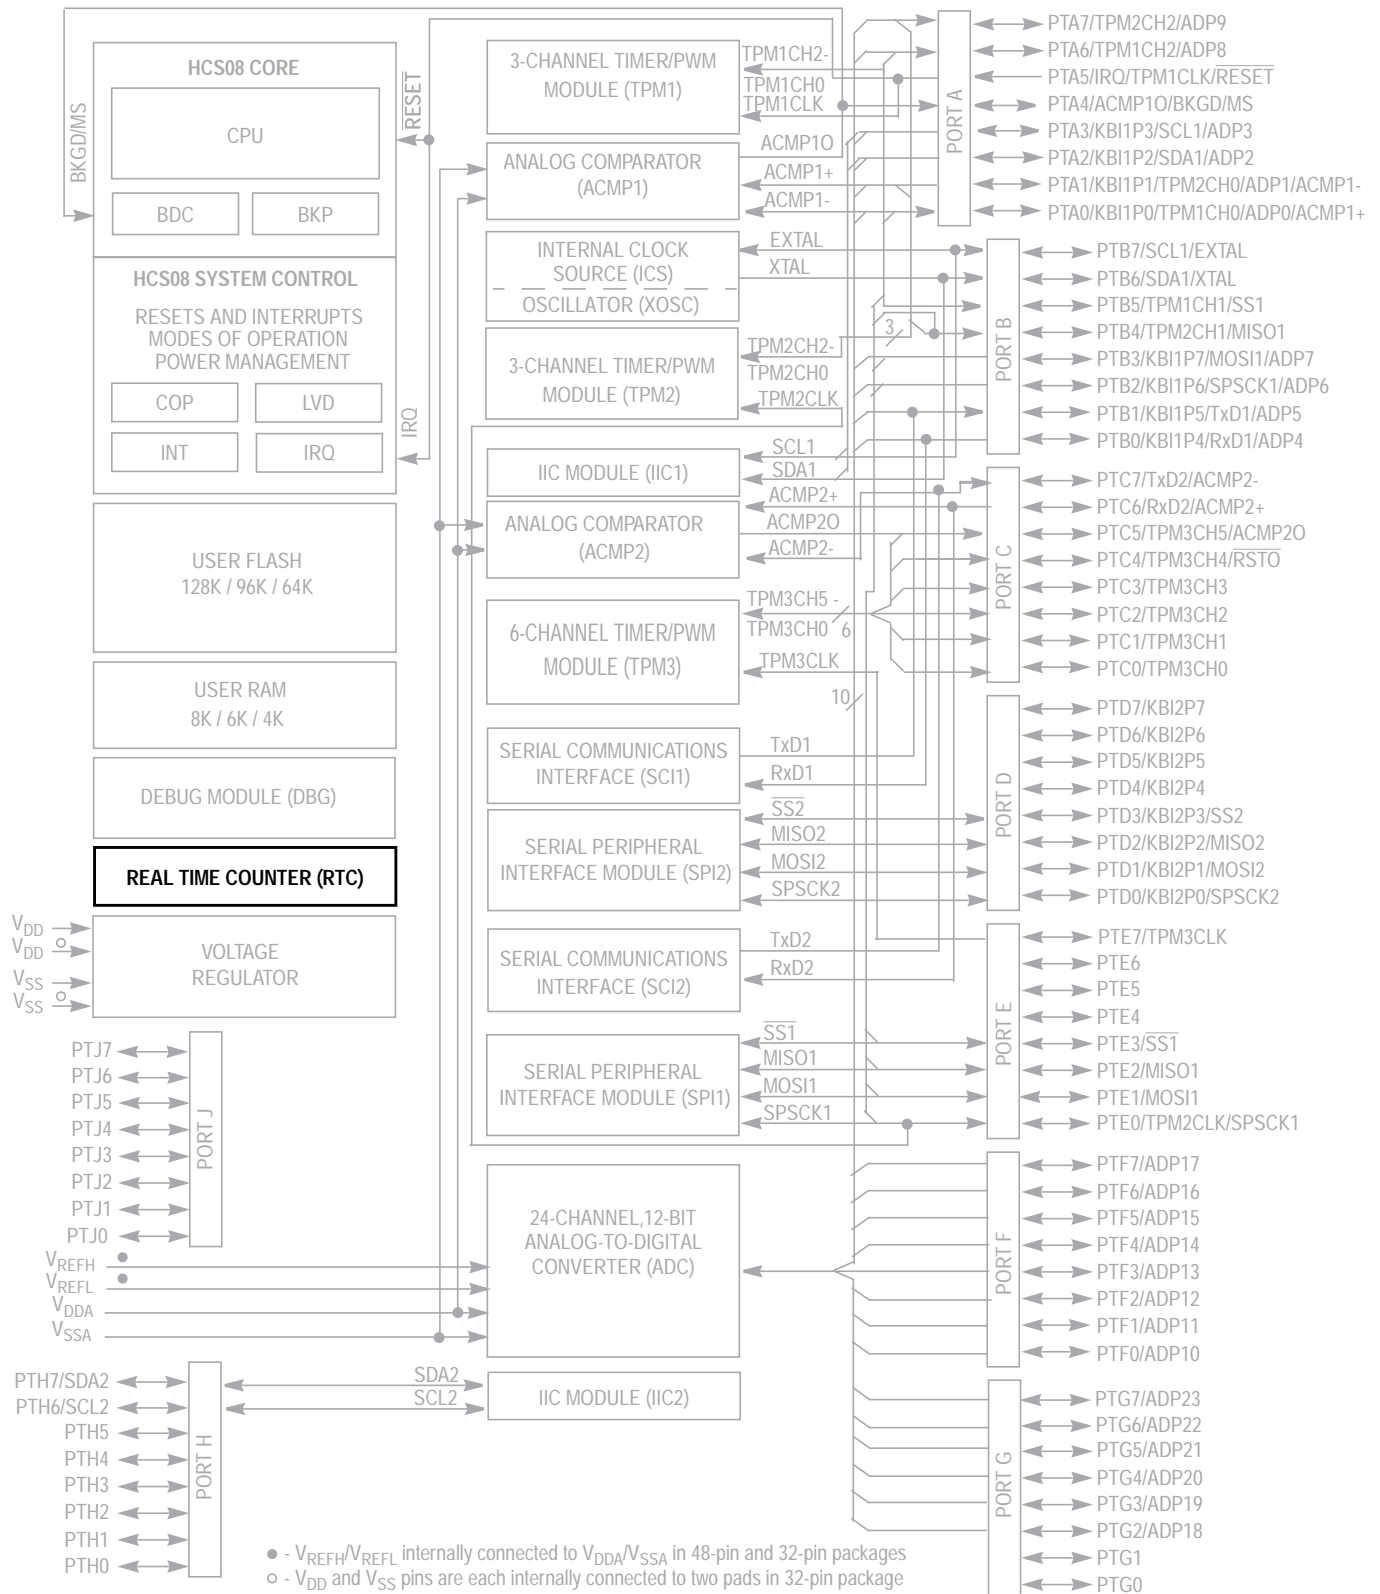 BKGD/MS
HCS08 CORE
CPU
BDC
BKP
RESET
HCS08 SYSTEM CONTROL
RESETS AND INTERRUPTS
MODES OF OPERATION
POWER MANAGEMENT
COP
LVD
INT
IRQ
IRQ
USER FLASH
128K / 96K / 64K
USER RAM
8K / 6K / 4K
DEBUG MODULE (DBG)
REAL TIME COUNTER (RTC)
VDD
VDD
VSS
VSS
VOLTAGE
REGULATOR
PTJ7
PTJ6
PTJ5
PTJ4
PTJ3
PTJ2
PTJ1
PTJ0
PORT J
VREFH
VREFL
VDDA
VSSA
PTH7/SDA2
PTH6/SCL2
PTH5
PTH4
PTH3
PTH2
PTH1
PTH0
PORT H
SDA2
SCL2
3-CHANNEL TIMER/PWM
MODULE (TPM1)
TPM1CH2-
TPM1CH0
TPM1CLK
ANALOG COMPARATOR
(ACMP1)
ACMP1O
ACMP1+
ACMP1-
INTERNAL CLOCK
SOURCE (ICS)
OSCILLATOR (XOSC)
EXTAL
XTAL
3-CHANNEL TIMER/PWM
MODULE (TPM2)
TPM2CH2-
TPM2CH0
TPM2CLK
3
IIC MODULE (IIC1)
SCL1
SDA1
ANALOG COMPARATOR
(ACMP2)
ACMP2+
ACMP2O
ACMP2-
6-CHANNEL TIMER/PWM
MODULE (TPM3)
TPM3CH5 -
TPM3CH0 6
TPM3CLK
10
SERIAL COMMUNICATIONS
INTERFACE (SCI1)
TxD1
RxD1
SERIAL PERIPHERAL
INTERFACE MODULE (SPI2)
SS2
MISO2
MOSI2
SPSCK2
SERIAL COMMUNICATIONS
INTERFACE (SCI2)
TxD2
RxD2
SERIAL PERIPHERAL
INTERFACE MODULE (SPI1)
SS1
MISO1
MOSI1
SPSCK1
24-CHANNEL,12-BIT
ANALOG-TO-DIGITAL
CONVERTER (ADC)
IIC MODULE (IIC2)
PORT A
PTA7/TPM2CH2/ADP9
PTA6/TPM1CH2/ADP8
PTA5/IRQ/TPM1CLK/RESET
PTA4/ACMP1O/BKGD/MS
PTA3/KBI1P3/SCL1/ADP3
PTA2/KBI1P2/SDA1/ADP2
PTA1/KBI1P1/TPM2CH0/ADP1/ACMP1-
PTA0/KBI1P0/TPM1CH0/ADP0/ACMP1+
PORT B
PTB7/SCL1/EXTAL
PTB6/SDA1/XTAL
PTB5/TPM1CH1/SS1
PTB4/TPM2CH1/MISO1
PTB3/KBI1P7/MOSI1/ADP7
PTB2/KBI1P6/SPSCK1/ADP6
PTB1/KBI1P5/TxD1/ADP5
PTB0/KBI1P4/RxD1/ADP4
PORT C
PTC7/TxD2/ACMP2-
PTC6/RxD2/ACMP2+
PTC5/TPM3CH5/ACMP2O
PTC4/TPM3CH4/RSTO
PTC3/TPM3CH3
PTC2/TPM3CH2
PTC1/TPM3CH1
PTC0/TPM3CH0
PORT D
PTD7/KBI2P7
PTD6/KBI2P6
PTD5/KBI2P5
PTD4/KBI2P4
PTD3/KBI2P3/SS2
PTD2/KBI2P2/MISO2
PTD1/KBI2P1/MOSI2
PTD0/KBI2P0/SPSCK2
PORT E
PTE7/TPM3CLK
PTE6
PTE5
PTE4
PTE3/SS1
PTE2/MISO1
PTE1/MOSI1
PTE0/TPM2CLK/SPSCK1
PORT F
PTF7/ADP17
PTF6/ADP16
PTF5/ADP15
PTF4/ADP14
PTF3/ADP13
PTF2/ADP12
PTF1/ADP11
PTF0/ADP10
PORT G
PTG7/ADP23
PTG6/ADP22
PTG5/ADP21
PTG4/ADP20
PTG3/ADP19
PTG2/ADP18
PTG1
PTG0
● - VREFH/VREFL internally connected to VDDA/VSSA in 48-pin and 32-pin packages
○ - VDD and VSS pins are each internally connected to two pads in 32-pin package